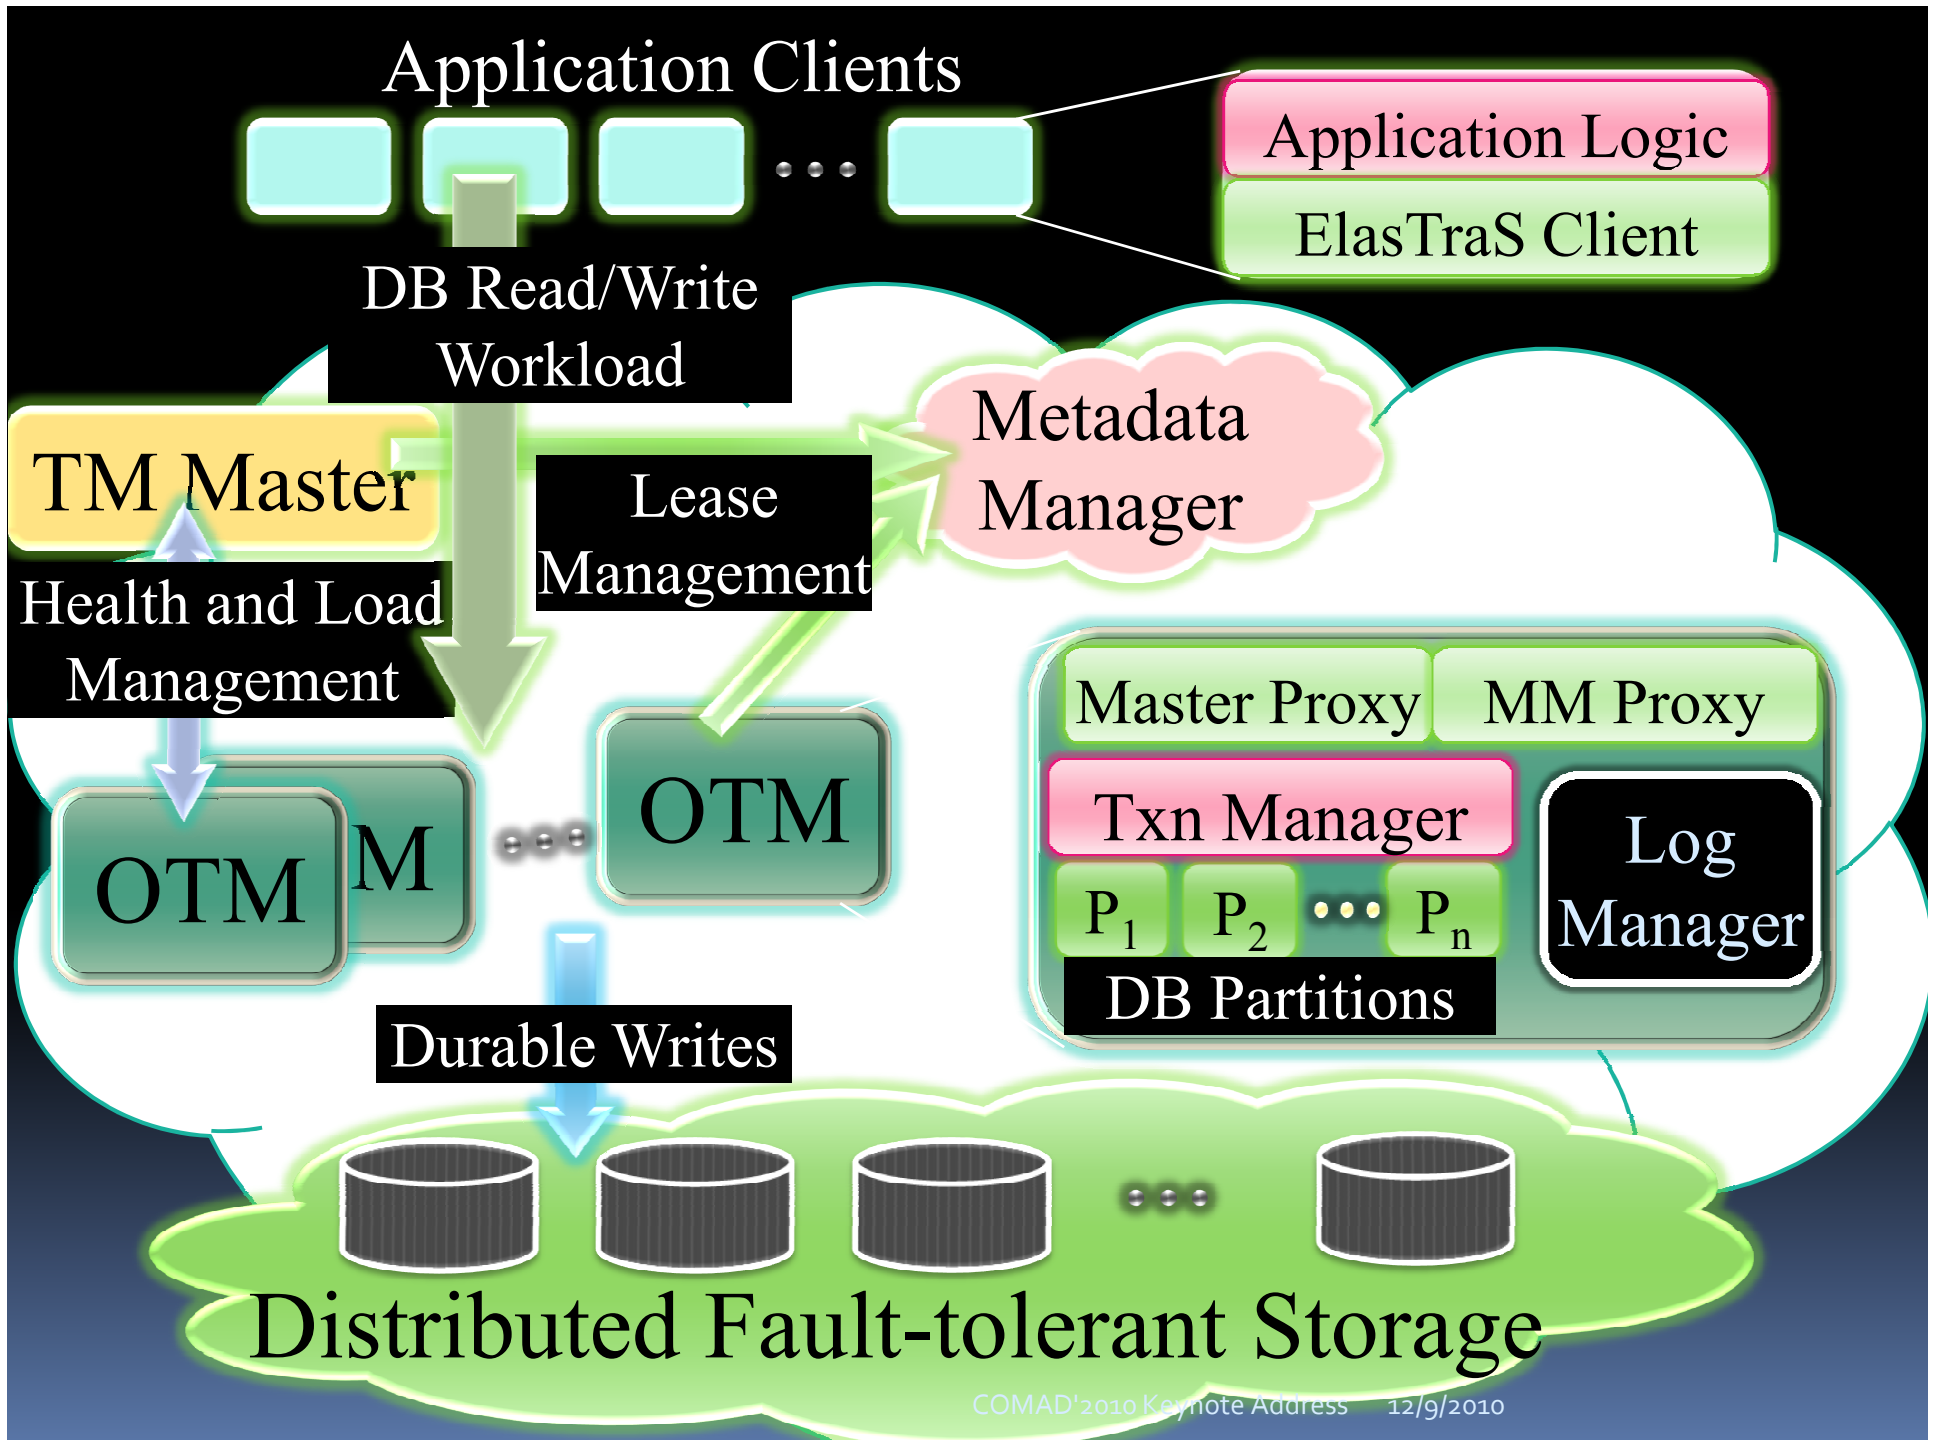 Application Clients
Application Logic
ElasTraS Client
DB Read/Write
Workload
Metadata
Manager
TM Master
Lease
Management
Health and Load
Management
Master Proxy
MM Proxy
OTM
Txn Manager
Log
Manager
OTM
M
P1
P2
Pn
DB Partitions
Durable Writes
Distributed Fault-tolerant Storage
COMAD'2010 Keynote Address 12/9/2010